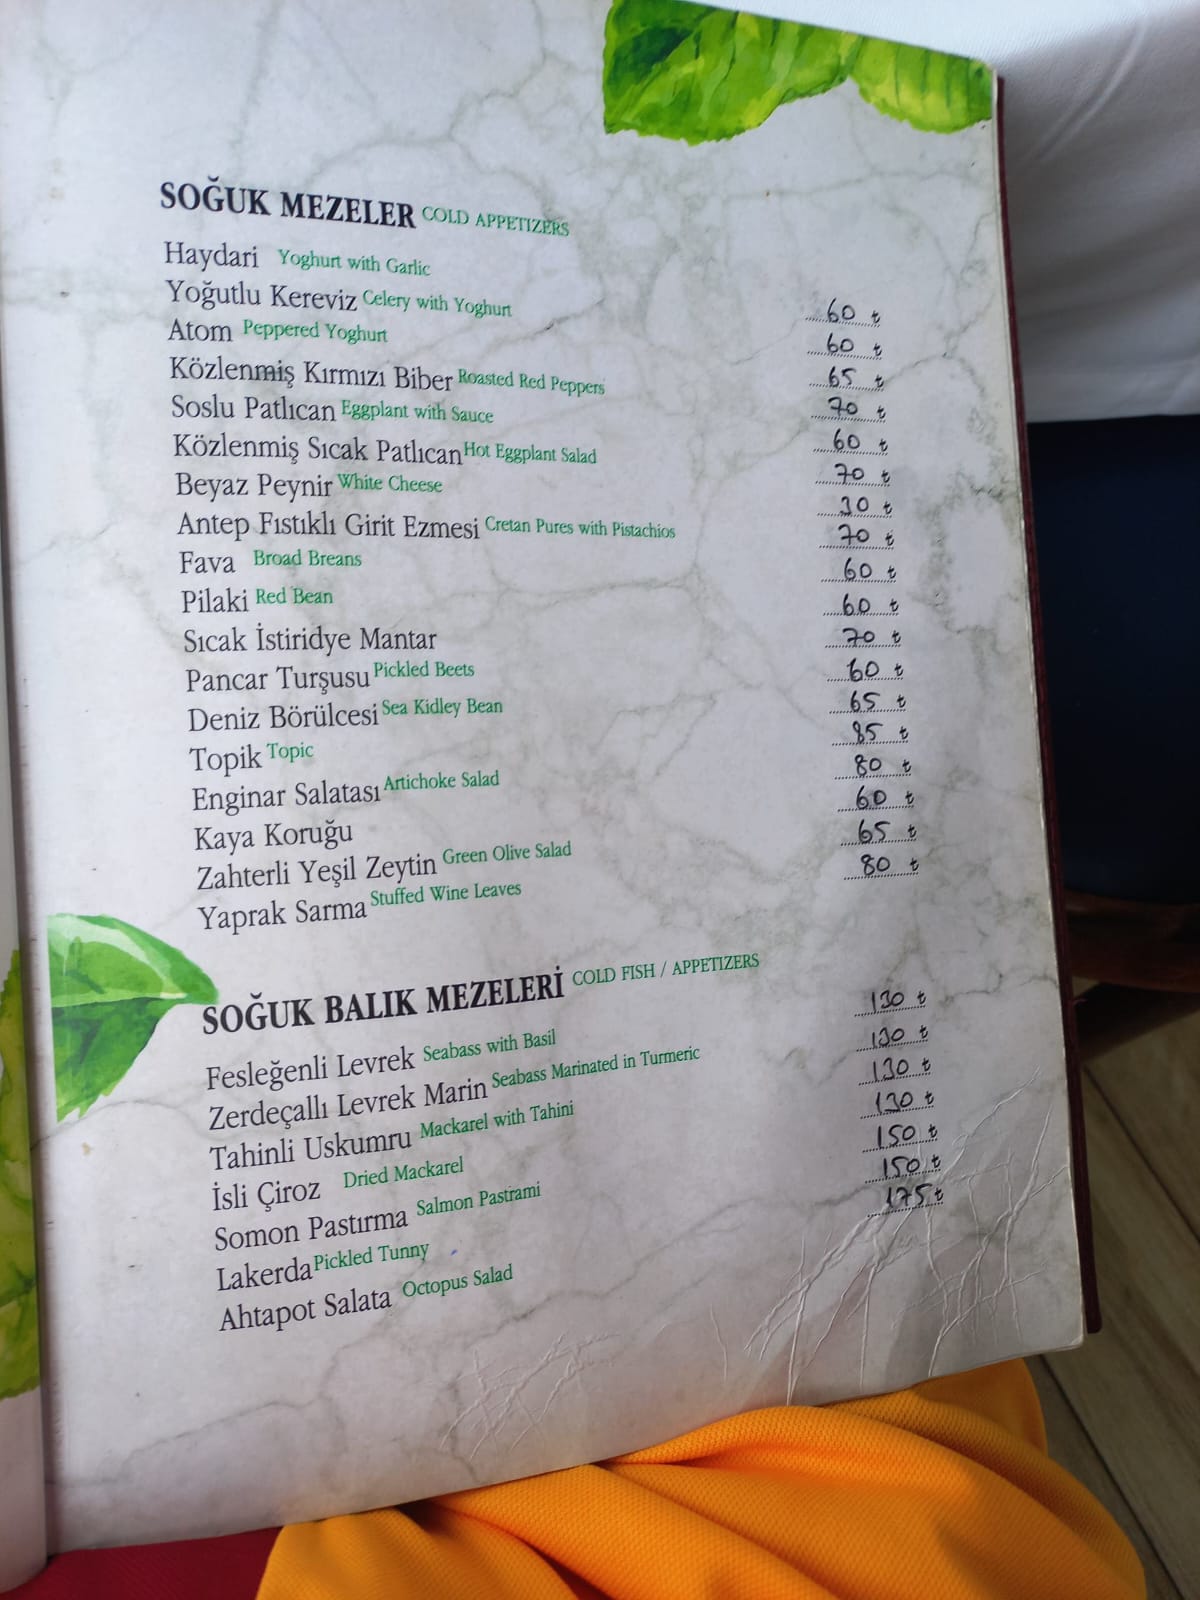 SOĞUK MEZELER COLD APPETIZERS
Haydari Yoghurt with Garlic 60 ₺
Yoğutlu Kereviz Celery with Yoghurt 60 ₺
Atom Peppered Yoghurt 65 ₺
Közlenmiş Kırmızı Biber Roasted Red Peppers 70 ₺
Soslu Patlıcan Eggplant with Sauce 60 ₺
Közlenmiş Sıcak Patlıcan Hot Eggplant Salad 70 ₺
Beyaz Peynir White Cheese 30 ₺
Antep Fıstıklı Girit Ezmesi Cretan Pures with Pistachios 70 ₺
Fava Broad Breans 60 ₺
Pilaki Red Bean 60 ₺
Sıcak İstiridye Mantar 70 ₺
Pancar Turşusu Pickled Beets 60 ₺
Deniz Börülcesi Sea Kidley Bean 65 ₺
Topik Topic 85 ₺
Enginar Salatası Artichoke Salad 80 ₺
Kaya Koruğu 60 ₺
Zahterli Yeşil Zeytin Green Olive Salad 65 ₺
Yaprak Sarma Stuffed Wine Leaves 80 ₺
SOĞUK BALIK MEZELERİ COLD FISH / APPETIZERS
Fesleğenli Levrek Seabass with Basil 130 ₺
Zerdeçallı Levrek Marin Seabass Marinated in Turmeric 130 ₺
Tahinli Uskumru Mackarel with Tahini 130 ₺
İsli Çiroz Dried Mackarel 130 ₺
Somon Pastırma Salmon Pastrami 150 ₺
Lakerda Pickled Tunny 150 ₺
Ahtapot Salata Octopus Salad 175 ₺